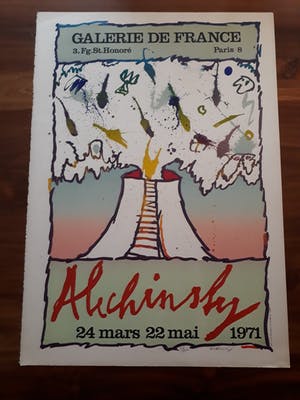 GALERIE DE FRANCE
3. Fg. St. Honoré Paris 8
Alechinsky
24 mars 22 mai 1971